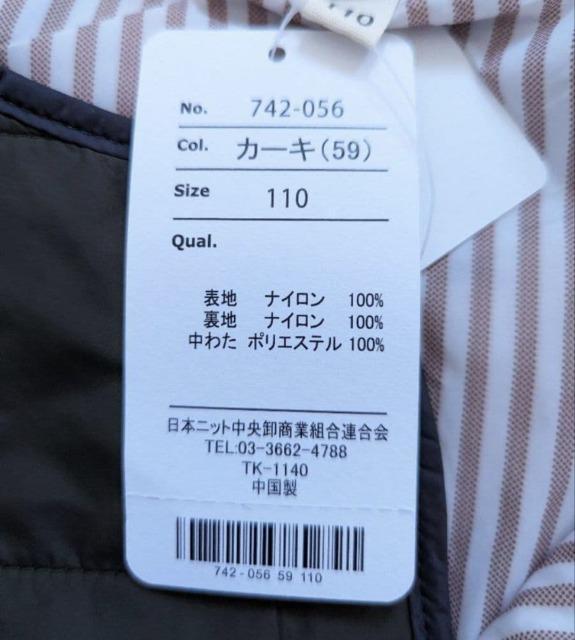 110
No. 742-056
Col. カーキ(59)
Size 110
Qual.
表地 ナイロン 100%
裏地 ナイロン 100%
中わた ポリエステル 100%
日本ニット中央卸商業組合連合会
TEL:03-3662-4788
TK-1140
中国製
742-056 59 110